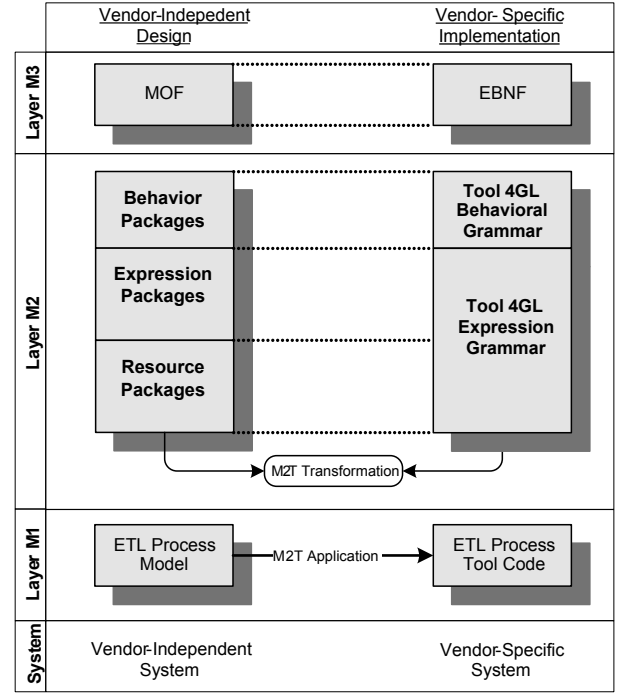 Vendor-Indepedent
Design
Vendor- Specific
Implementation
Layer M3
MOF
EBNF
Layer M2
Behavior
Packages
Tool 4GL
Behavioral
Grammar
Expression
Packages
Tool 4GL
Expression
Grammar
Resource
Packages
M2T Transformation
Layer M1
ETL Process
Model
M2T Application
ETL Process
Tool Code
System
Vendor-Independent
System
Vendor-Specific
System